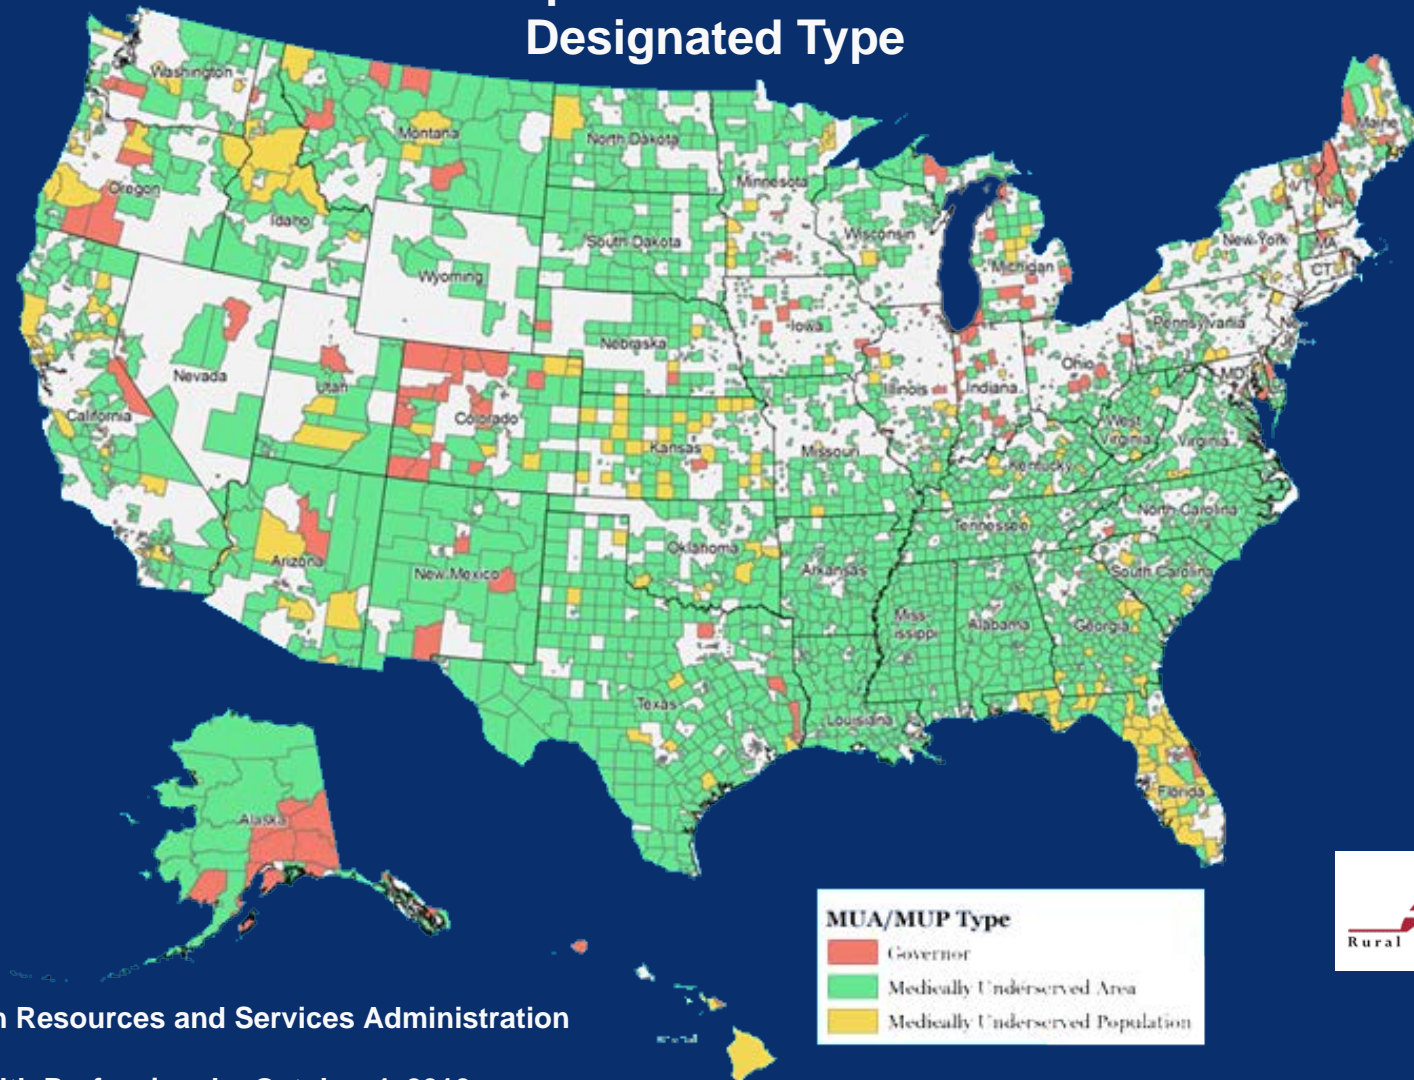 Designated Type
Washington
Montana
North Dakota
Minnesota
Maine
Oregon
Idaho
South Dakota
Wisconsin
VT
NH
New York
MA
CT
Wyoming
Michigan
Iowa
Pennsylvania
Nebraska
Nevada
Utah
Ohio
Illinois
Indiana
MD
California
Colorado
Kansas
Missouri
West
Virginia
Virginia
Kentucky
North Carolina
Tennessee
Oklahoma
Arizona
New Mexico
Arkansas
South Carolina
Miss-
issippi
Alabama
Georgia
Texas
Louisiana
Florida
Alaska
MUA/MUP Type
Governor
Medically Underserved Area
Medically Underserved Population
Rural
Resources and Services Administration